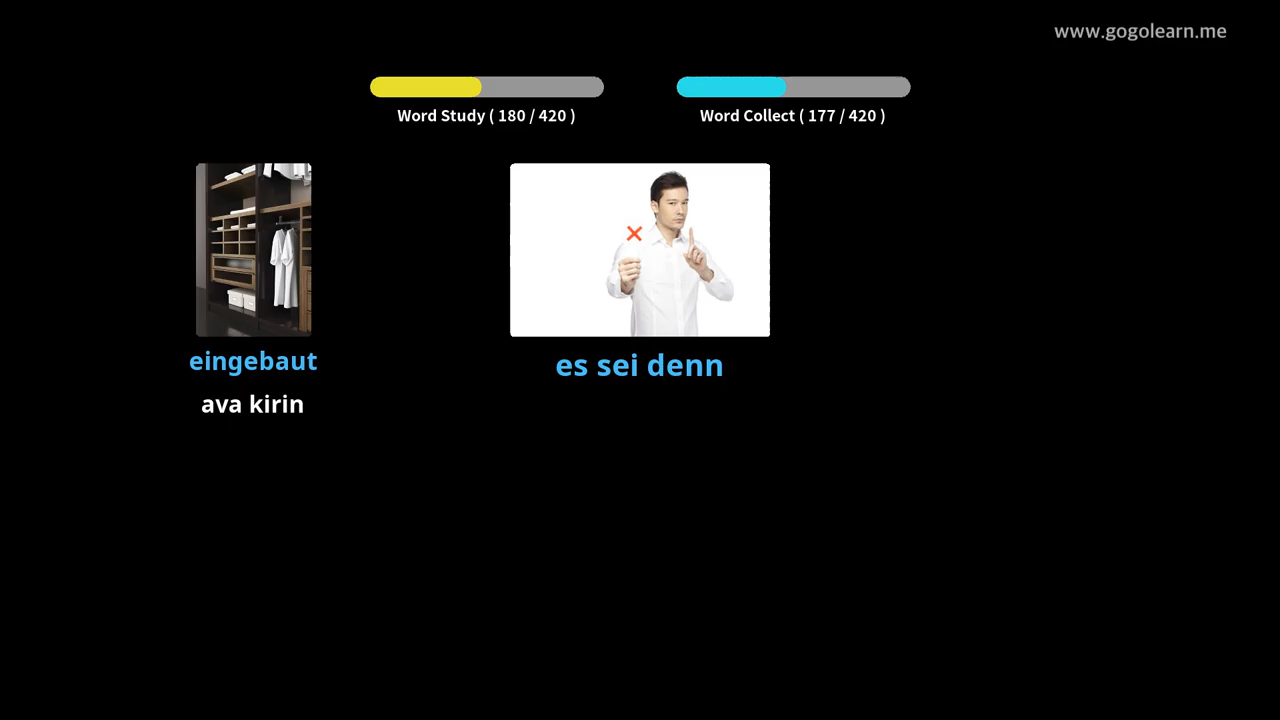 www.gogolearn.me
Word Study ( 180 / 420 )
Word Collect ( 177 / 420 )
eingebaut
ava kirin
es sei denn